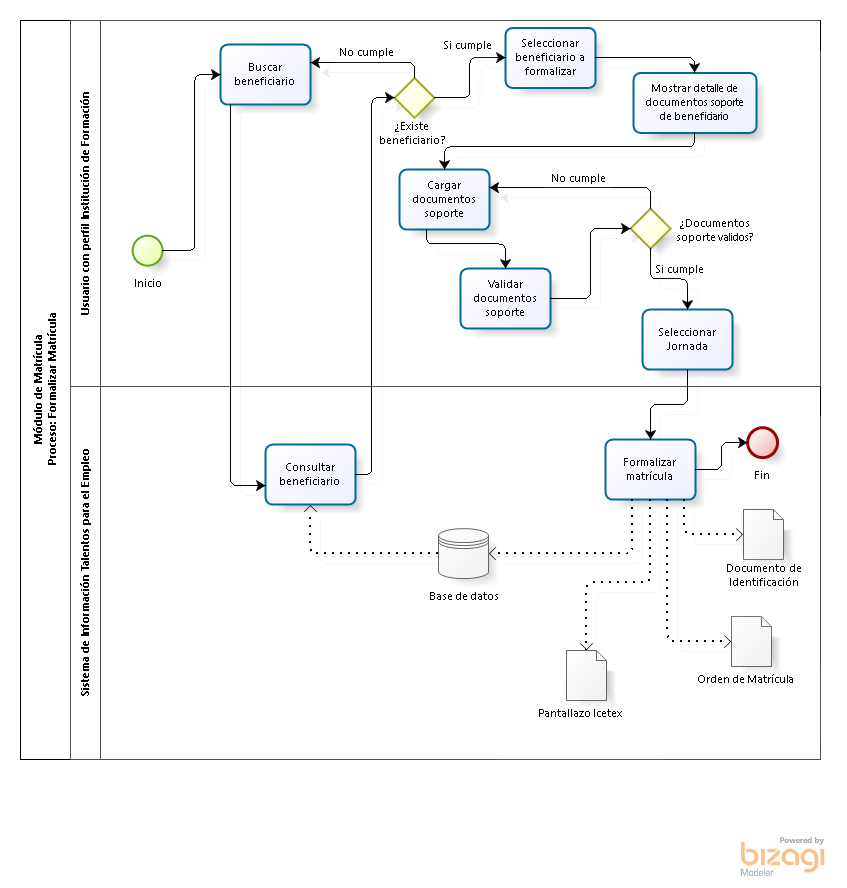 Módulo de Matrícula
Proceso: Formalizar Matrícula
Usuario con perfil Institución de Formación
Buscar
beneficiario
No cumple
Si cumple
Seleccionar
beneficiario a
formalizar
Mostrar detalle de
documentos soporte
de beneficiario
¿Existe
beneficiario?
Cargar
documentos
soporte
No cumple
¿Documentos
soporte validos?
Inicio
Validar
documentos
soporte
Si cumple
Seleccionar
Jornada
Sistema de Información Talentos para el Empleo
Consultar
beneficiario
Formalizar
matrícula
Fin
Base de datos
Documento de
Identificación
Orden de Matrícula
Pantallazo Icetex
Powered by
bizagi
Modeler